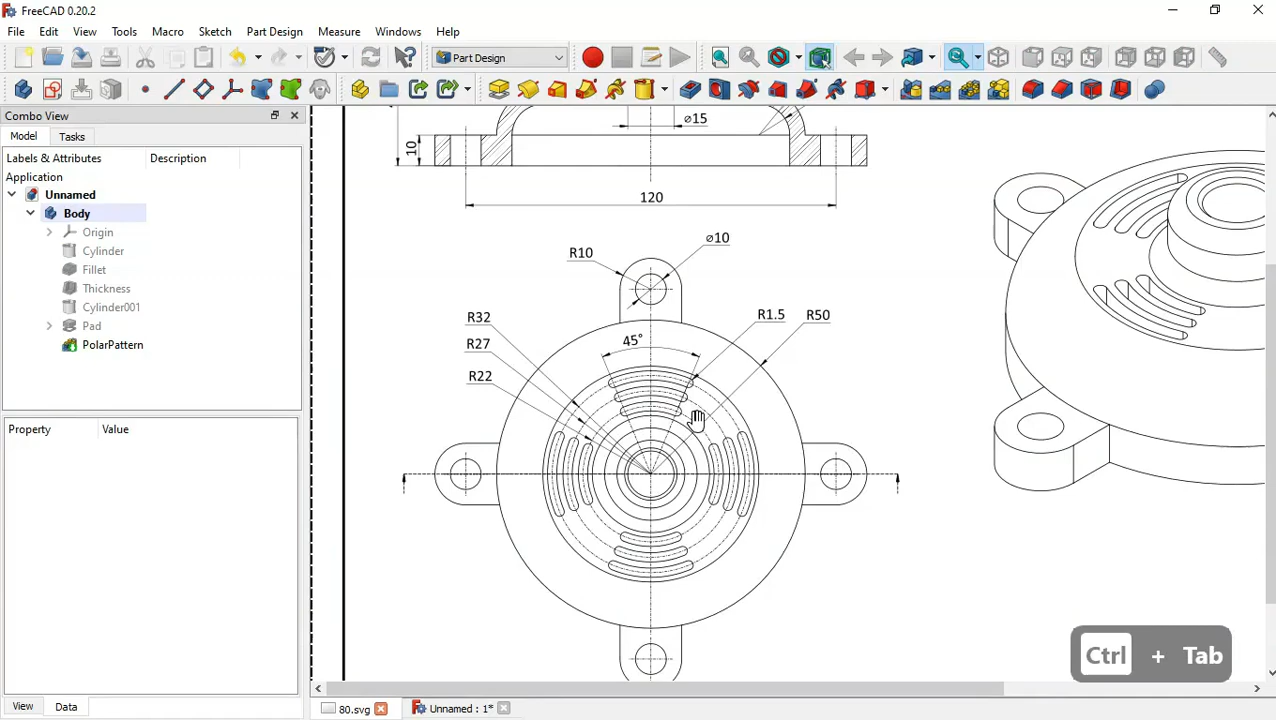 FreeCAD 0.20.2
File Edit View Tools Macro Sketch Part Design Measure Windows Help
Part Design
Combo View
Model Tasks
Labels & Attributes Description
Application
Unnamed
Body
Origin
Cylinder
Fillet
Thickness
Cylinder001
Pad
PolarPattern
Property Value
View Data
⌀15
10
120
R10
⌀10
R32
R27
R22
45°
R1.5
R50
Ctrl + Tab
80.svg
Unnamed : 1*